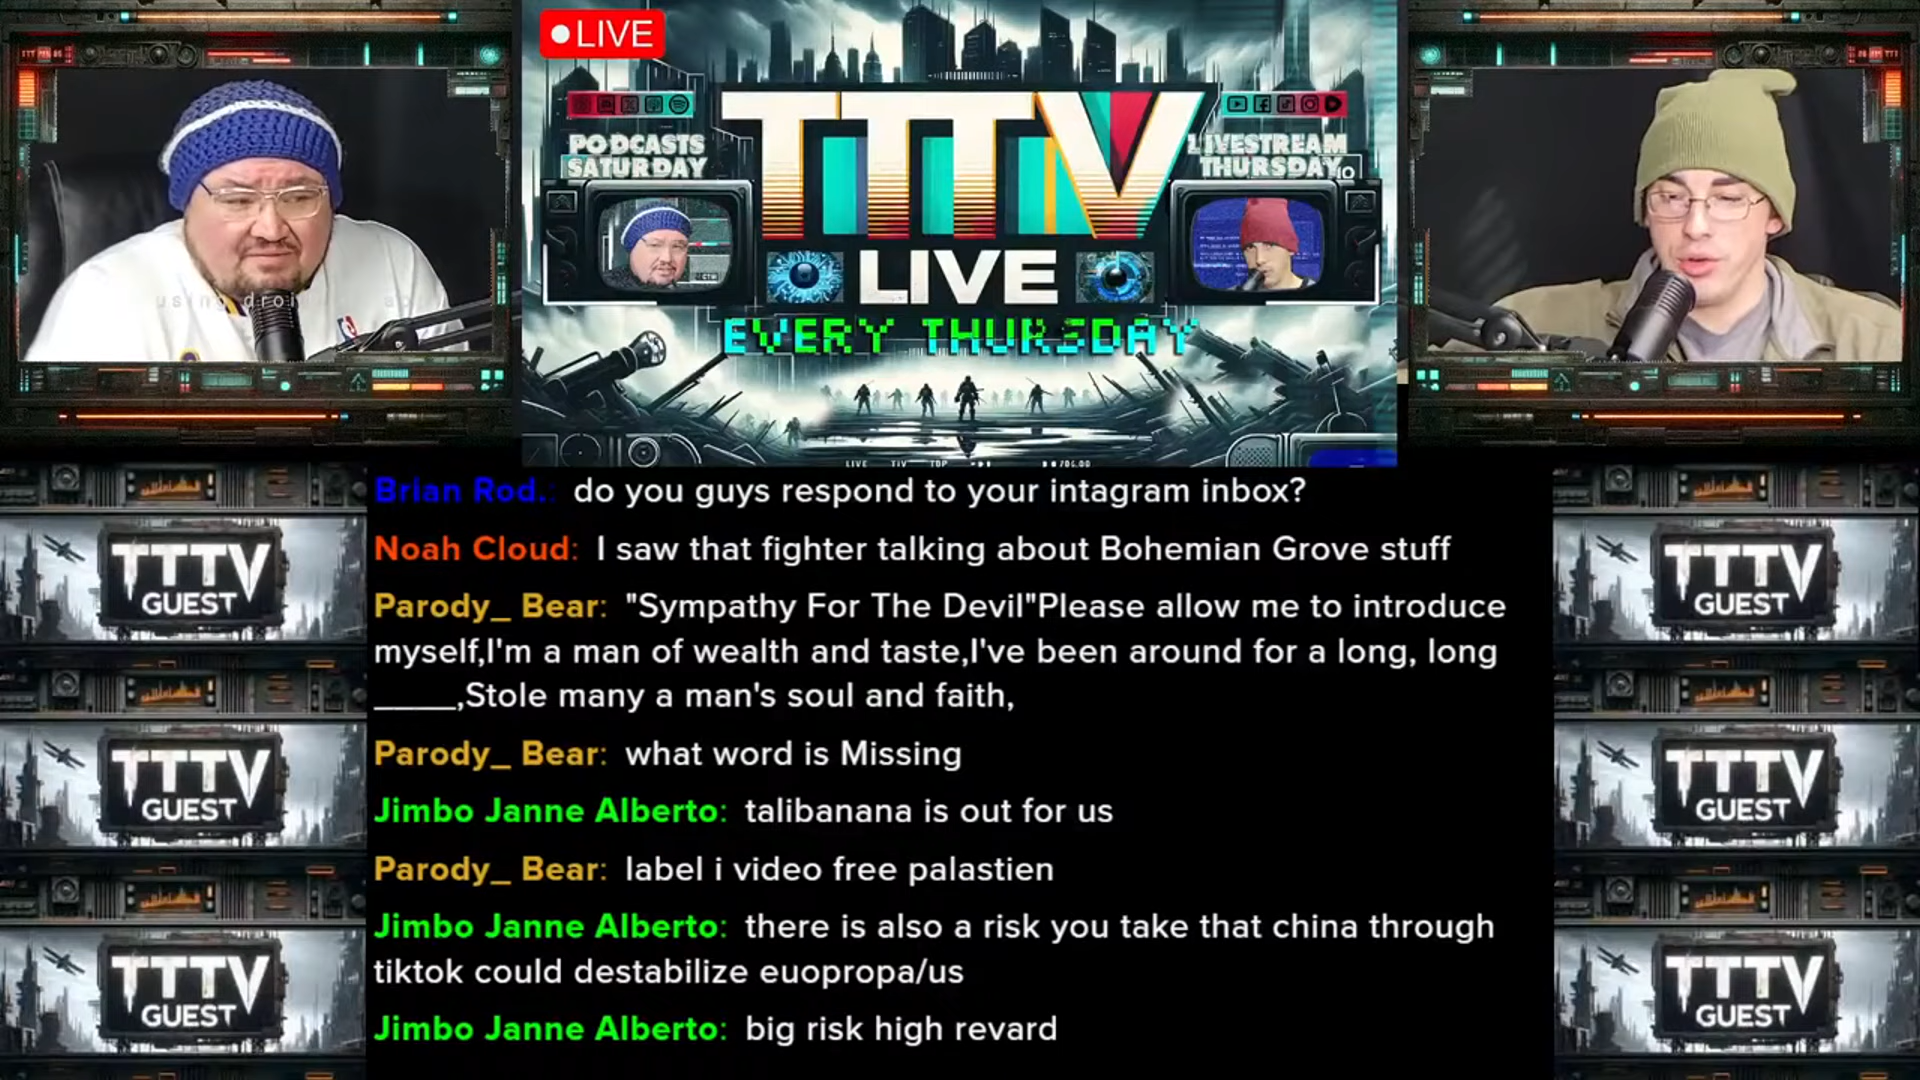 LIVE
PODCASTS
SATURDAY
TTTV
LIVESTREAM
THURSDAY
LIVE
EVERY THURSDAY
Brian Rod.: do you guys respond to your intagram inbox?
Noah Cloud: I saw that fighter talking about Bohemian Grove stuff
Parody_ Bear: "Sympathy For The Devil"Please allow me to introduce
myself,I'm a man of wealth and taste,I've been around for a long, long
____,Stole many a man's soul and faith,
Parody_ Bear: what word is Missing
Jimbo Janne Alberto: talibanana is out for us
Parody_ Bear: label i video free palastien
Jimbo Janne Alberto: there is also a risk you take that china through
tiktok could destabilize euopropa/us
Jimbo Janne Alberto: big risk high revard
TTTV
GUEST
TTTV
GUEST
TTTV
GUEST
TTTV
GUEST
TTTV
GUEST
TTTV
GUEST